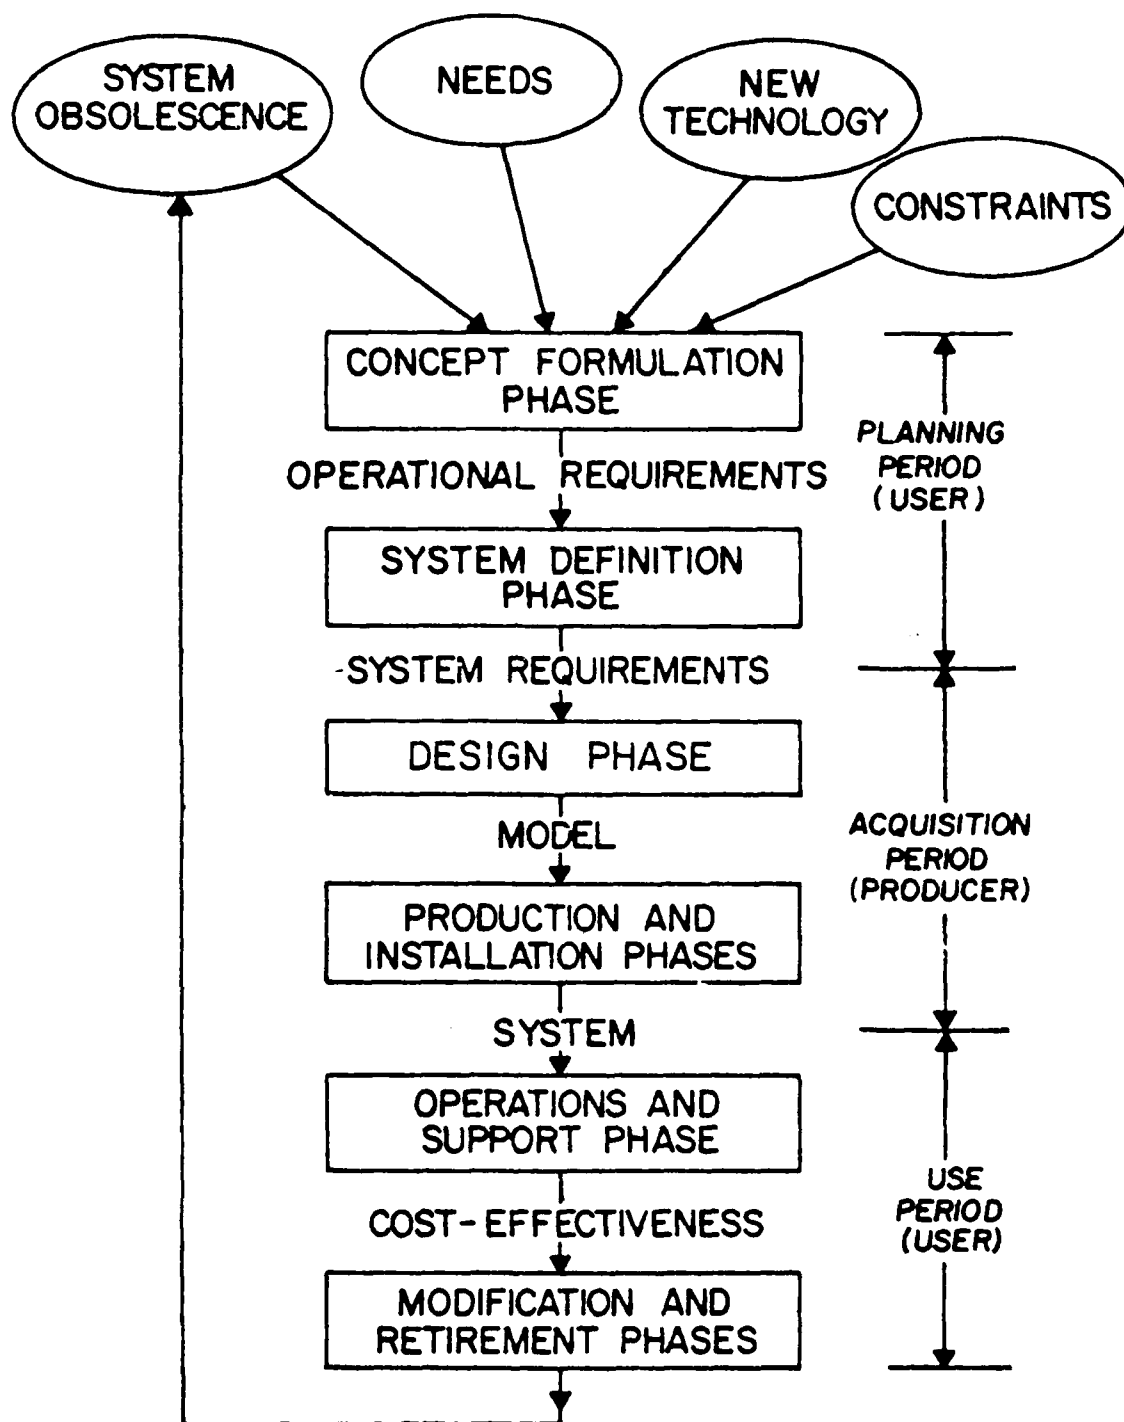 SYSTEM
OBSOLESCENCE
NEEDS
NEW
TECHNOLOGY
CONSTRAINTS
CONCEPT FORMULATION
PHASE
OPERATIONAL REQUIREMENTS
SYSTEM DEFINITION
PHASE
SYSTEM REQUIREMENTS
DESIGN PHASE
MODEL
PRODUCTION AND
INSTALLATION PHASES
SYSTEM
OPERATIONS AND
SUPPORT PHASE
COST-EFFECTIVENESS
MODIFICATION AND
RETIREMENT PHASES
PLANNING
PERIOD
(USER)
ACQUISITION
PERIOD
(PRODUCER)
USE
PERIOD
(USER)